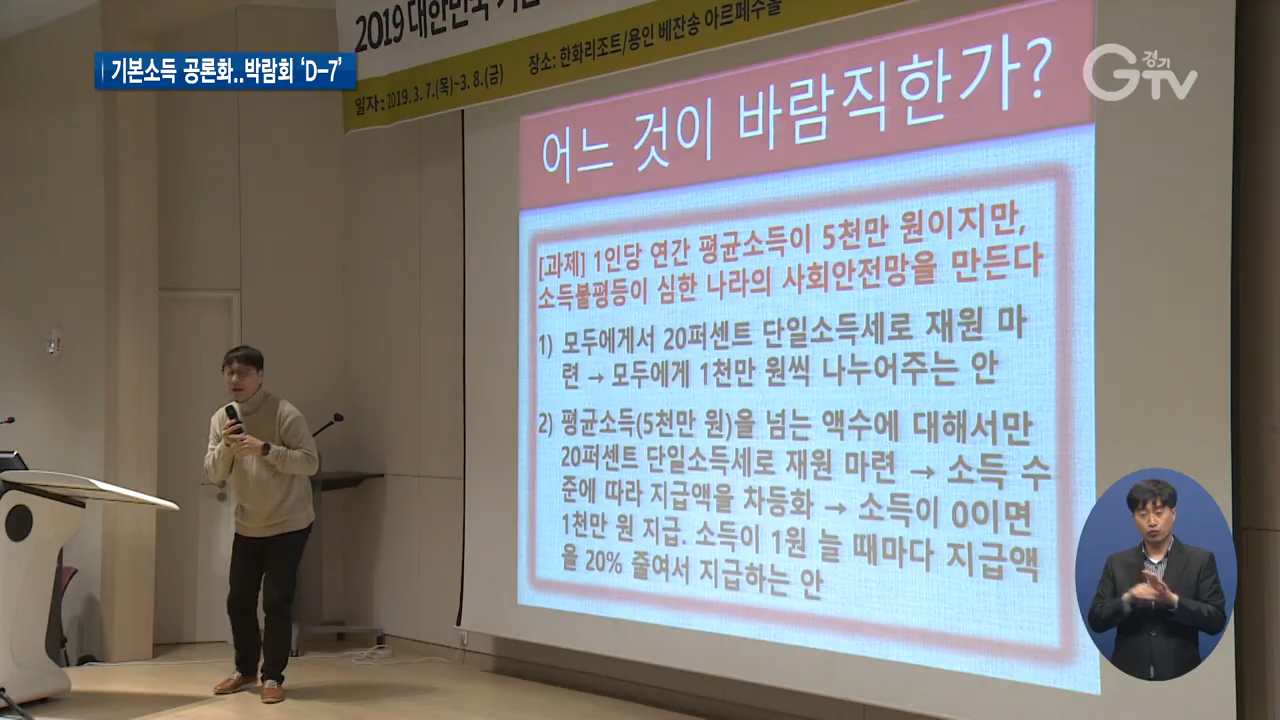 기본소득 공론화..박람회 'D-7'
2019 대한민국 기본
일자 : 2019. 3. 7.(목)~3. 8.(금)
장소 : 한화리조트/용인 베잔송 아르페수홀
경기
GTV
어느 것이 바람직한가?
[과제] 1인당 연간 평균소득이 5천만 원이지만,
소득불평등이 심한 나라의 사회안전망을 만든다
1) 모두에게서 20퍼센트 단일소득세로 재원 마
련 → 모두에게 1천만 원씩 나누어주는 안
2) 평균소득(5천만 원)을 넘는 액수에 대해서만
20퍼센트 단일소득세로 재원 마련 → 소득 수
준에 따라 지급액을 차등화 → 소득이 0이면
1천만 원 지급. 소득이 1원 늘 때마다 지급액
을 20% 줄여서 지급하는 안